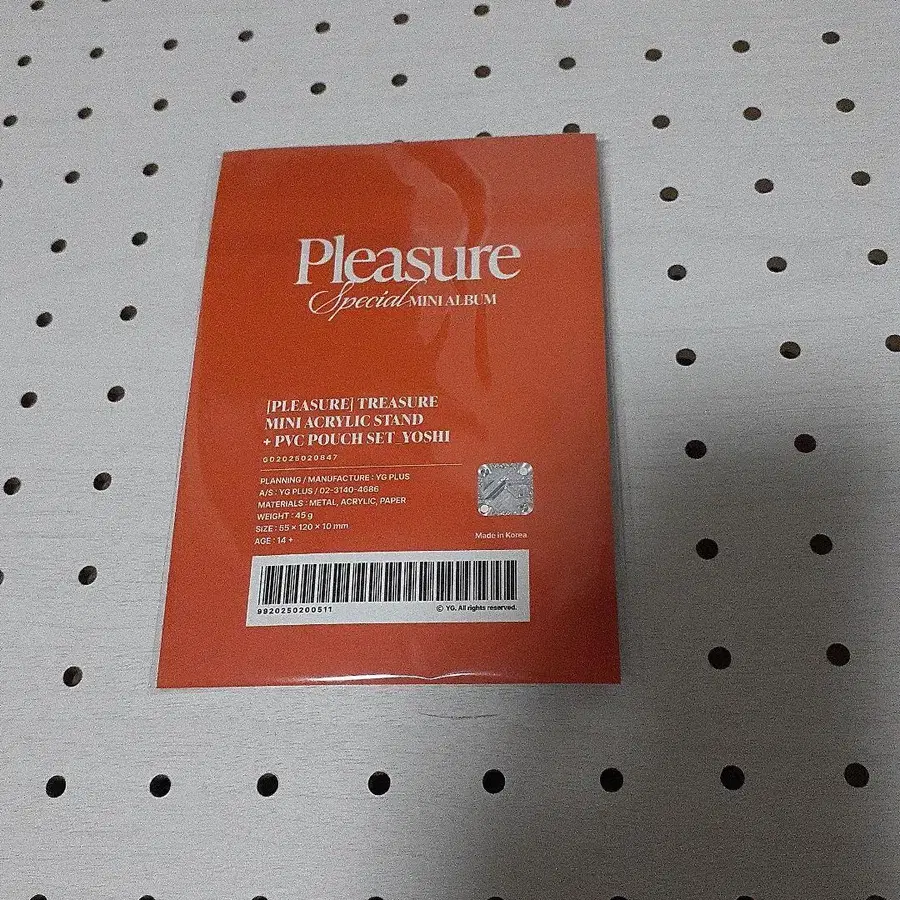 Pleasure
Special MINI ALBUM
[PLEASURE] TREASURE
MINI ACRYLIC STAND
+ PVC POUCH SET_YOSHI
GD2025020847
PLANNING / MANUFACTURE : YG PLUS
A/S : YG PLUS / 02-3140-4686
MATERIALS : METAL, ACRYLIC, PAPER
WEIGHT : 45 g
SIZE : 55 × 120 × 10 mm
AGE : 14 +
Made in Korea
9920250200511
© YG. All rights reserved.